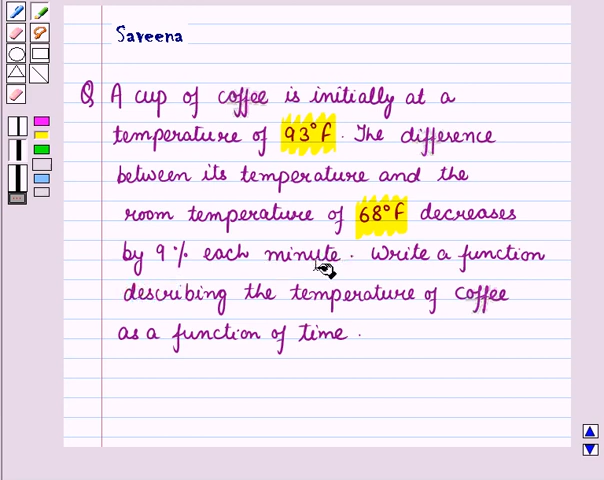 Saveena
Q A cup of coffee is initially at a
temperature of 93°F. The difference
between its temperature and the
room temperature of 68°F decreases
by 9% each minute. Write a function
describing the temperature of coffee
as a function of time.